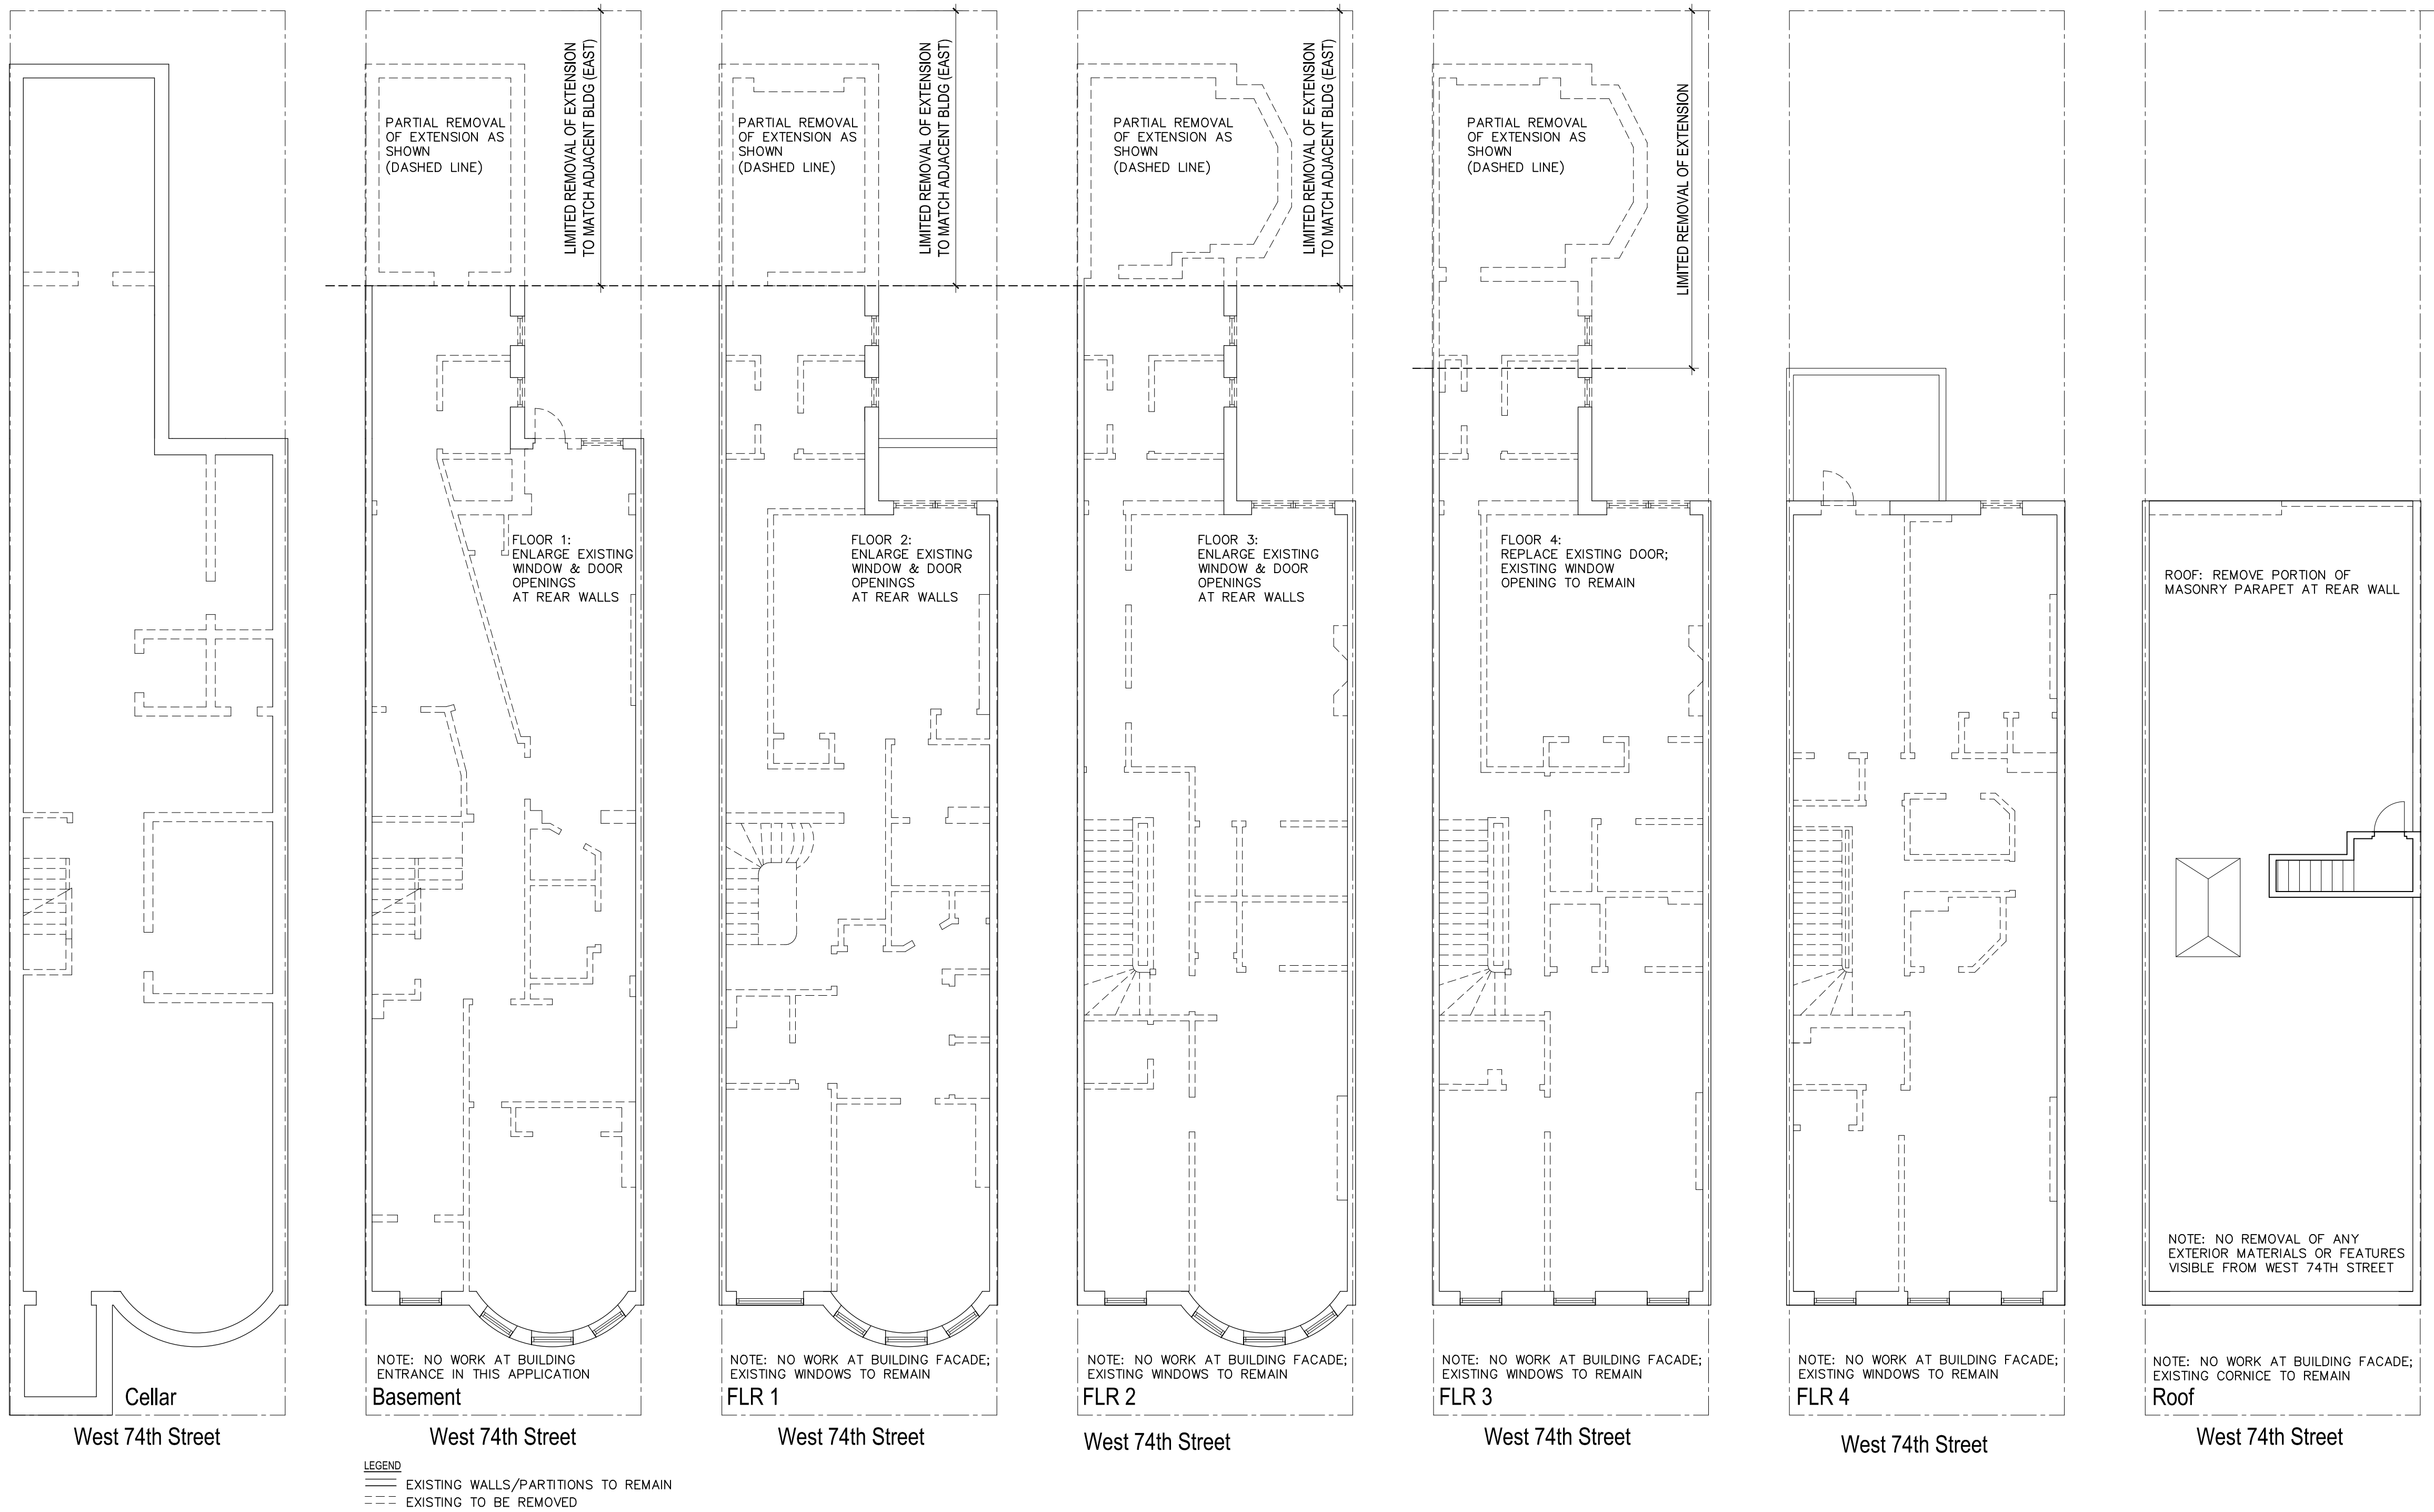 Cellar
West 74th Street
PARTIAL REMOVAL
OF EXTENSION AS
SHOWN
(DASHED LINE)
LIMITED REMOVAL OF EXTENSION
TO MATCH ADJACENT BLDG (EAST)
FLOOR 1:
ENLARGE EXISTING
WINDOW & DOOR
OPENINGS
AT REAR WALLS
NOTE: NO WORK AT BUILDING
ENTRANCE IN THIS APPLICATION
Basement
West 74th Street
PARTIAL REMOVAL
OF EXTENSION AS
SHOWN
(DASHED LINE)
LIMITED REMOVAL OF EXTENSION
TO MATCH ADJACENT BLDG (EAST)
FLOOR 2:
ENLARGE EXISTING
WINDOW & DOOR
OPENINGS
AT REAR WALLS
NOTE: NO WORK AT BUILDING FACADE;
EXISTING WINDOWS TO REMAIN
FLR 1
West 74th Street
PARTIAL REMOVAL
OF EXTENSION AS
SHOWN
(DASHED LINE)
LIMITED REMOVAL OF EXTENSION
TO MATCH ADJACENT BLDG (EAST)
FLOOR 3:
ENLARGE EXISTING
WINDOW & DOOR
OPENINGS
AT REAR WALLS
NOTE: NO WORK AT BUILDING FACADE;
EXISTING WINDOWS TO REMAIN
FLR 2
West 74th Street
PARTIAL REMOVAL
OF EXTENSION AS
SHOWN
(DASHED LINE)
LIMITED REMOVAL OF EXTENSION
FLOOR 4:
REPLACE EXISTING DOOR;
EXISTING WINDOW
OPENING TO REMAIN
NOTE: NO WORK AT BUILDING FACADE;
EXISTING WINDOWS TO REMAIN
FLR 3
West 74th Street
NOTE: NO WORK AT BUILDING FACADE;
EXISTING WINDOWS TO REMAIN
FLR 4
West 74th Street
ROOF: REMOVE PORTION OF
MASONRY PARAPET AT REAR WALL
NOTE: NO REMOVAL OF ANY
EXTERIOR MATERIALS OR FEATURES
VISIBLE FROM WEST 74TH STREET
NOTE: NO WORK AT BUILDING FACADE;
EXISTING CORNICE TO REMAIN
Roof
West 74th Street
LEGEND
EXISTING WALLS/PARTITIONS TO REMAIN
EXISTING TO BE REMOVED